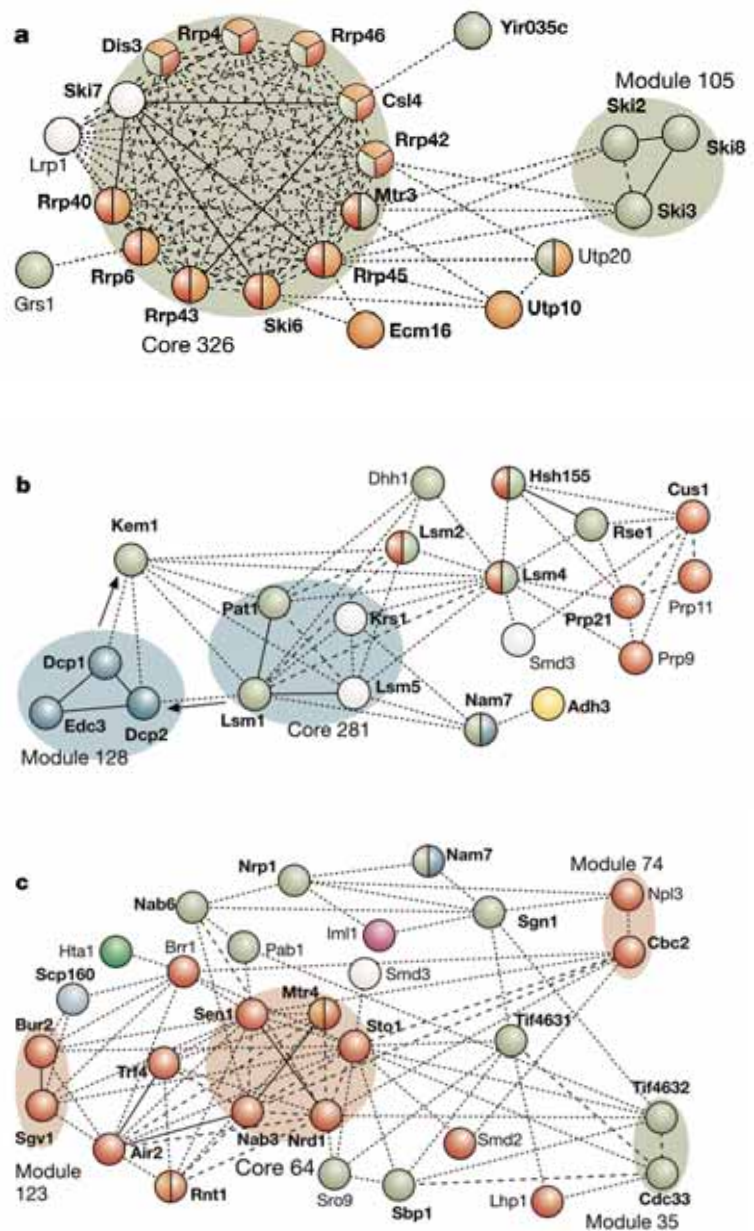 a
Dis3
Rrp4
Rrp46
Yir035c
Ski7
Csl4
Module 105
Ski2
Ski8
Lrp1
Rrp42
Rrp40
Mtr3
Ski3
Rrp6
Rrp45
Utp20
Grs1
Rrp43
Ski6
Utp10
Core 326
Ecm16
b
Dhh1
Hsh155
Cus1
Kem1
Lsm2
Rse1
Lsm4
Pat1
Krs1
Prp21
Prp11
Dcp1
Smd3
Prp9
Edc3
Dcp2
Lsm1
Lsm5
Nam7
Adh3
Module 128
Core 281
c
Nrp1
Nam7
Module 74
Nab6
Npl3
Iml1
Sgn1
Hta1
Brr1
Pab1
Cbc2
Scp160
Smd3
Mtr4
Bur2
Sen1
Sto1
Tif4631
Trf4
Tif4632
Sgv1
Air2
Nab3
Nrd1
Smd2
Module
123
Core 64
Rnt1
Sro9
Sbp1
Lhp1
Cdc33
Module 35